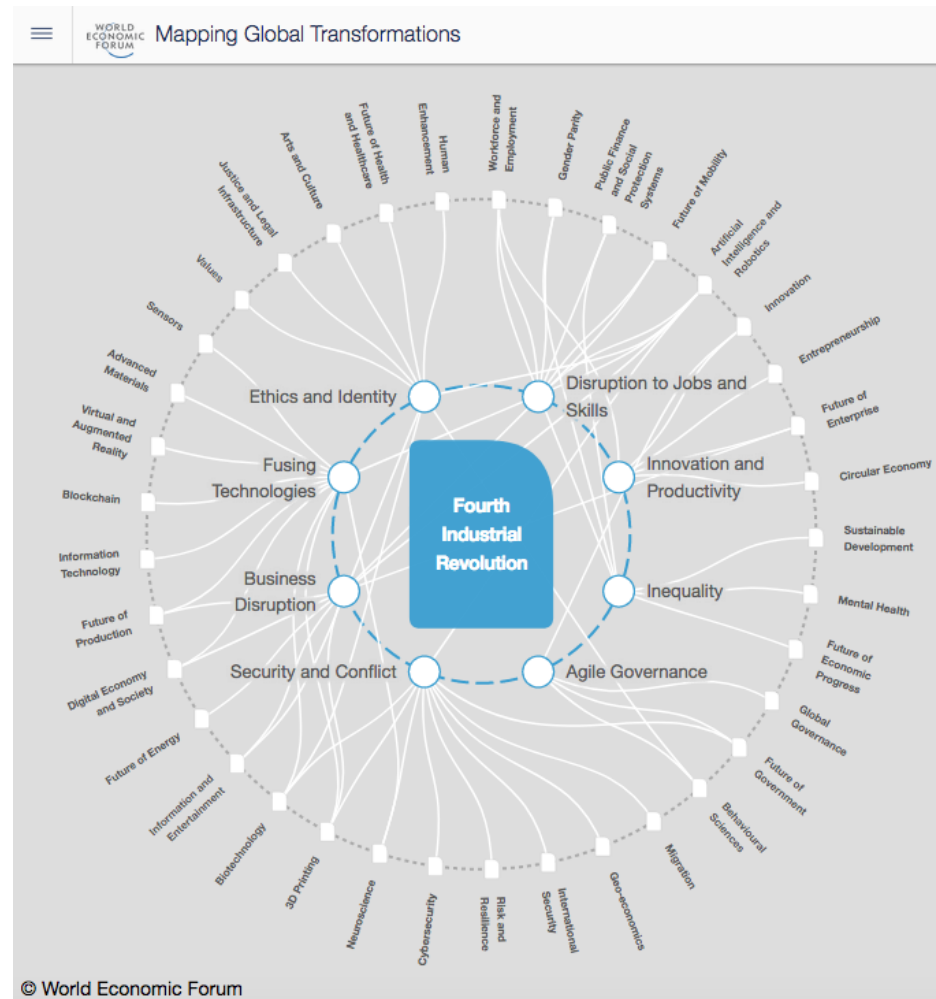 WORLD
ECONOMIC
FORUM
Mapping Global Transformations
Workforce and
Employment
Gender Parity
Public Finance
and Social
Protection
Systems
Future of Mobility
Artificial
Intelligence and
Robotics
Innovation
Entrepreneurship
Future of
Enterprise
Circular Economy
Sustainable
Development
Mental Health
Future of
Economic
Progress
Global
Governance
Future of
Government
Behavioural
Sciences
Migration
Geo-economics
International
Security
Risk and
Resilience
Cybersecurity
Neuroscience
3D Printing
Biotechnology
Information and
Entertainment
Future of Energy
Digital Economy
and Society
Future of
Production
Information
Technology
Blockchain
Virtual and
Augmented
Reality
Advanced
Materials
Sensors
Values
Justice and Legal
Infrastructure
Arts and Culture
Future of Health
and Healthcare
Human
Enhancement
Ethics and Identity
Disruption to Jobs and
Skills
Fusing
Technologies
Innovation and
Productivity
Fourth
Industrial
Revolution
Business
Disruption
Inequality
Security and Conflict
Agile Governance
© World Economic Forum